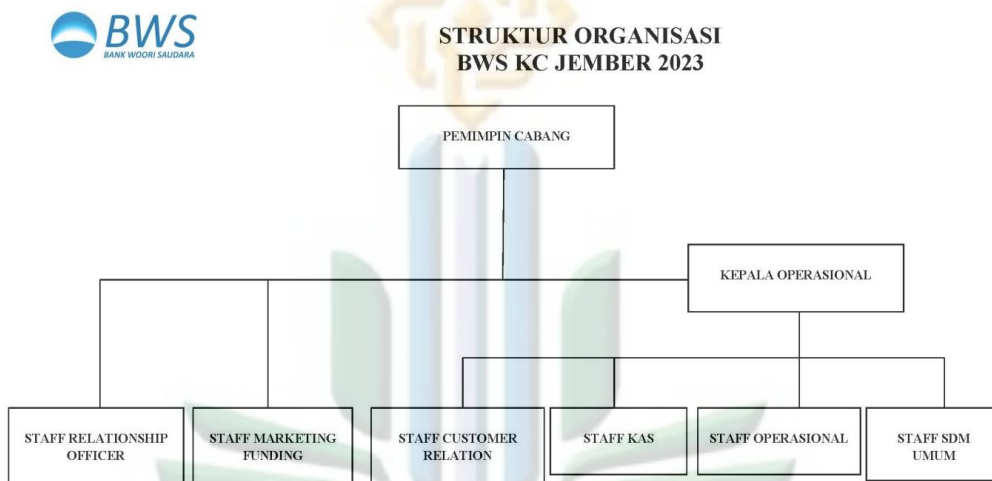 BWS
BANK WOORI SAUDARA
STRUKTUR ORGANISASI
BWS KC JEMBER 2023
PEMIMPIN CABANG
KEPALA OPERASIONAL
STAFF RELATIONSHIP
OFFICER
STAFF MARKETING
FUNDING
STAFF CUSTOMER
RELATION
STAFF KAS
STAFF OPERASIONAL
STAFF SDM
UMUM